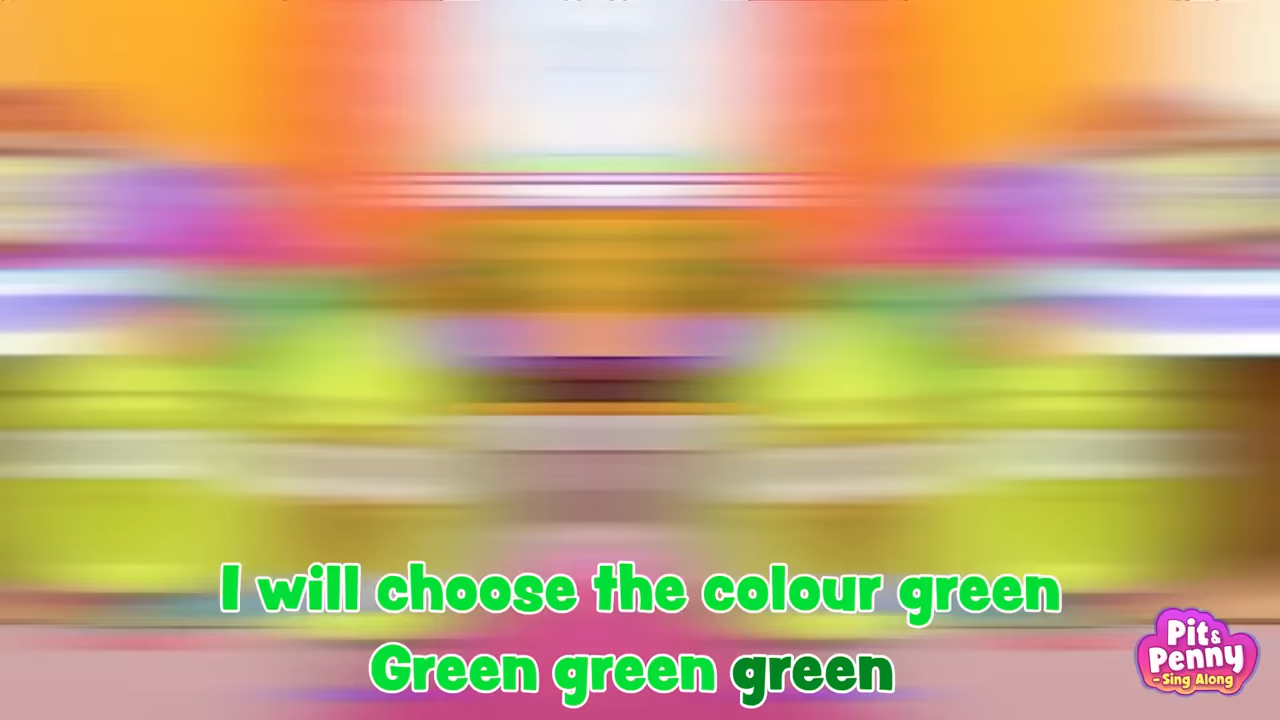 I will choose the colour green
Green green green
Pit &
Penny
- Sing Along